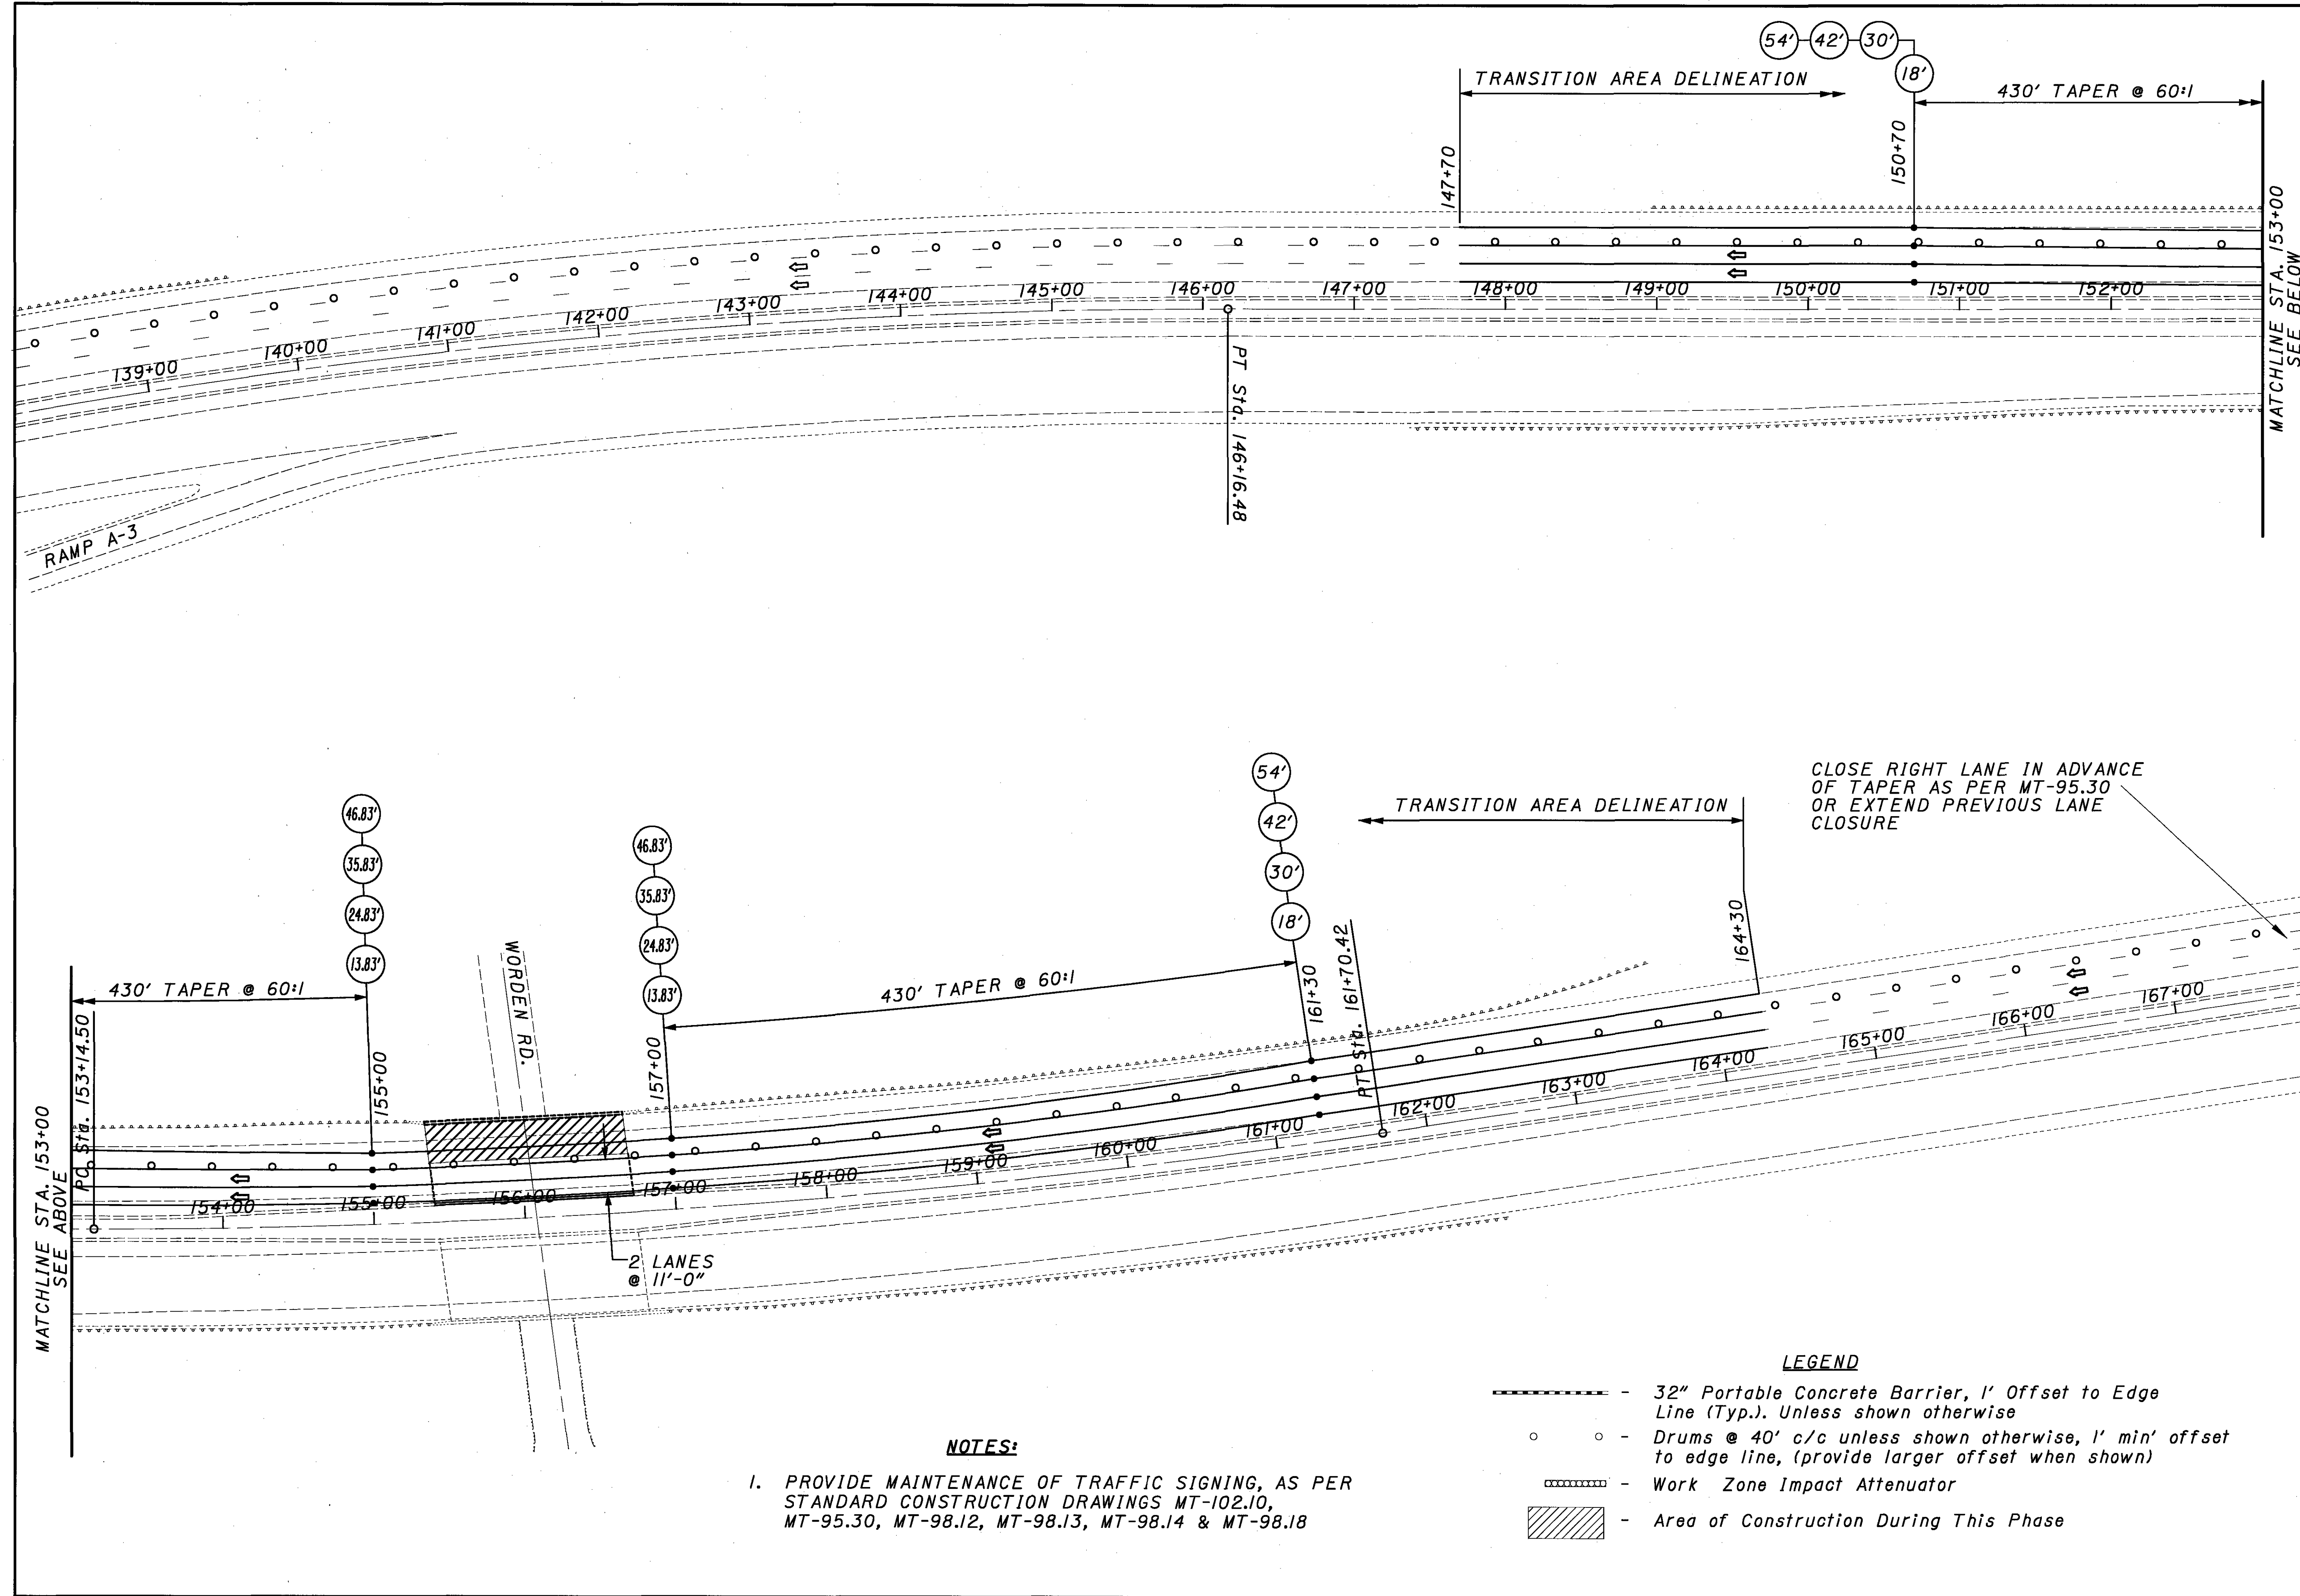 54' 42' 30'
18'
TRANSITION AREA DELINEATION
430' TAPER @ 60:1
147+70
150+70
MATCHLINE STA. 153+00
SEE BELOW
139+00
140+00
141+00
142+00
143+00
144+00
145+00
146+00
147+00
148+00
149+00
150+00
151+00
152+00
PT Sta. 146+16.48
RAMP A-3
MATCHLINE STA. 153+00
SEE ABOVE
PC Sta. 153+14.50
430' TAPER @ 60:1
46.83'
35.83'
24.83'
13.83'
155+00
WORDEN RD.
46.83'
35.83'
24.83'
13.83'
157+00
430' TAPER @ 60:1
54'
42'
30'
18'
161+30
PT Sta. 161+70.42
TRANSITION AREA DELINEATION
164+30
CLOSE RIGHT LANE IN ADVANCE
OF TAPER AS PER MT-95.30
OR EXTEND PREVIOUS LANE
CLOSURE
154+00
155+00
156+00
157+00
158+00
159+00
160+00
161+00
162+00
163+00
164+00
165+00
166+00
167+00
2 LANES
@ 11'-0"
NOTES:
1. PROVIDE MAINTENANCE OF TRAFFIC SIGNING, AS PER
STANDARD CONSTRUCTION DRAWINGS MT-102.10,
MT-95.30, MT-98.12, MT-98.13, MT-98.14 & MT-98.18
LEGEND
- 32" Portable Concrete Barrier, 1' Offset to Edge
Line (Typ.). Unless shown otherwise
- Drums @ 40' c/c unless shown otherwise, 1' min' offset
to edge line, (provide larger offset when shown)
- Work Zone Impact Attenuator
- Area of Construction During This Phase